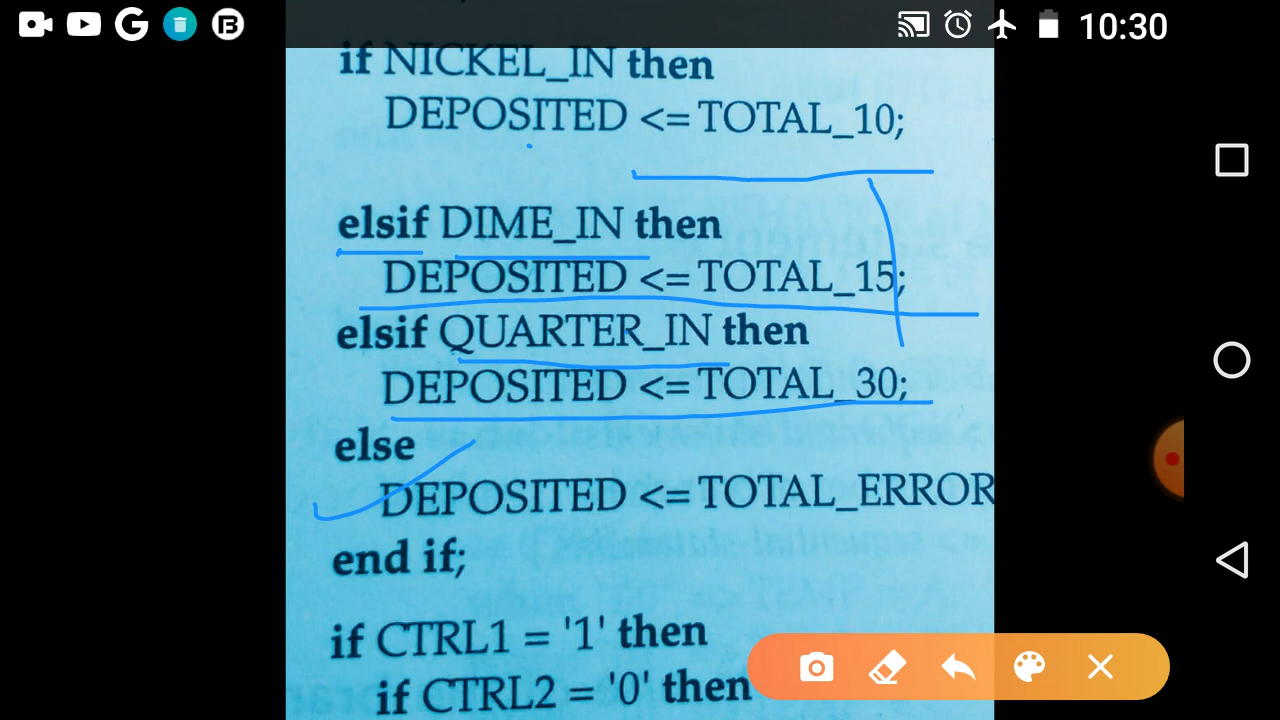 10:30
if NICKEL_IN then
DEPOSITED <= TOTAL_10;
elsif DIME_IN then
DEPOSITED <= TOTAL_15;
elsif QUARTER_IN then
DEPOSITED <= TOTAL_30;
else
DEPOSITED <= TOTAL_ERROR
end if;
if CTRL1 = '1' then
if CTRL2 = '0' then